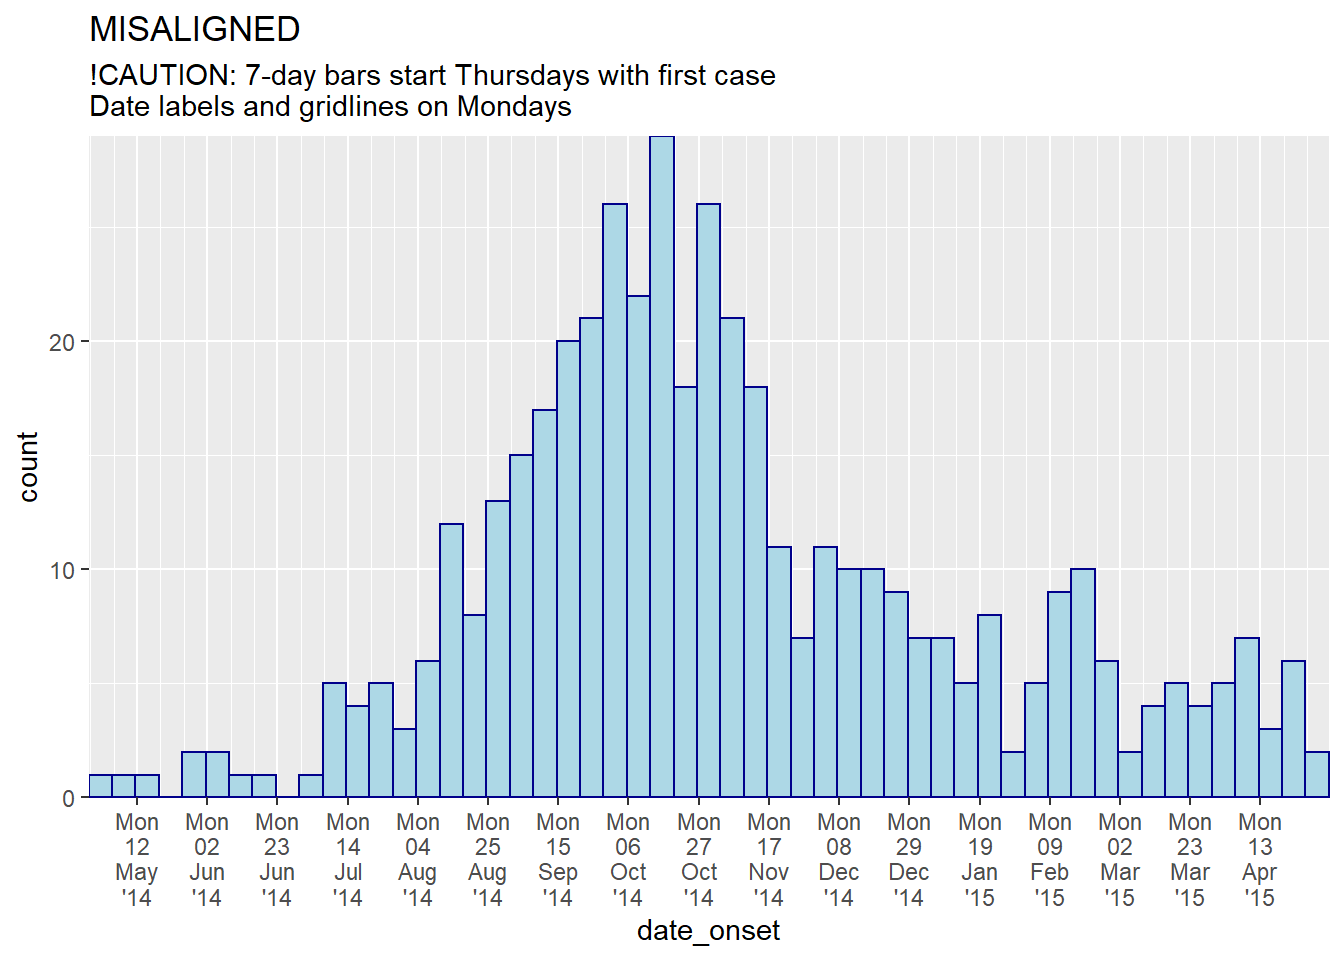 MISALIGNED
!CAUTION: 7-day bars start Thursdays with first case
Date labels and gridlines on Mondays
count
20
10
0
Mon Mon Mon Mon Mon Mon Mon Mon Mon Mon Mon Mon Mon Mon Mon Mon Mon
12 02 23 14 04 25 15 06 27 17 08 29 19 09 02 23 13
May Jun Jun Jul Aug Aug Sep Oct Oct Nov Dec Dec Jan Feb Mar Mar Apr
'14 '14 '14 '14 '14 '14 '14 '14 '14 '14 '14 '14 '15 '15 '15 '15 '15
date_onset